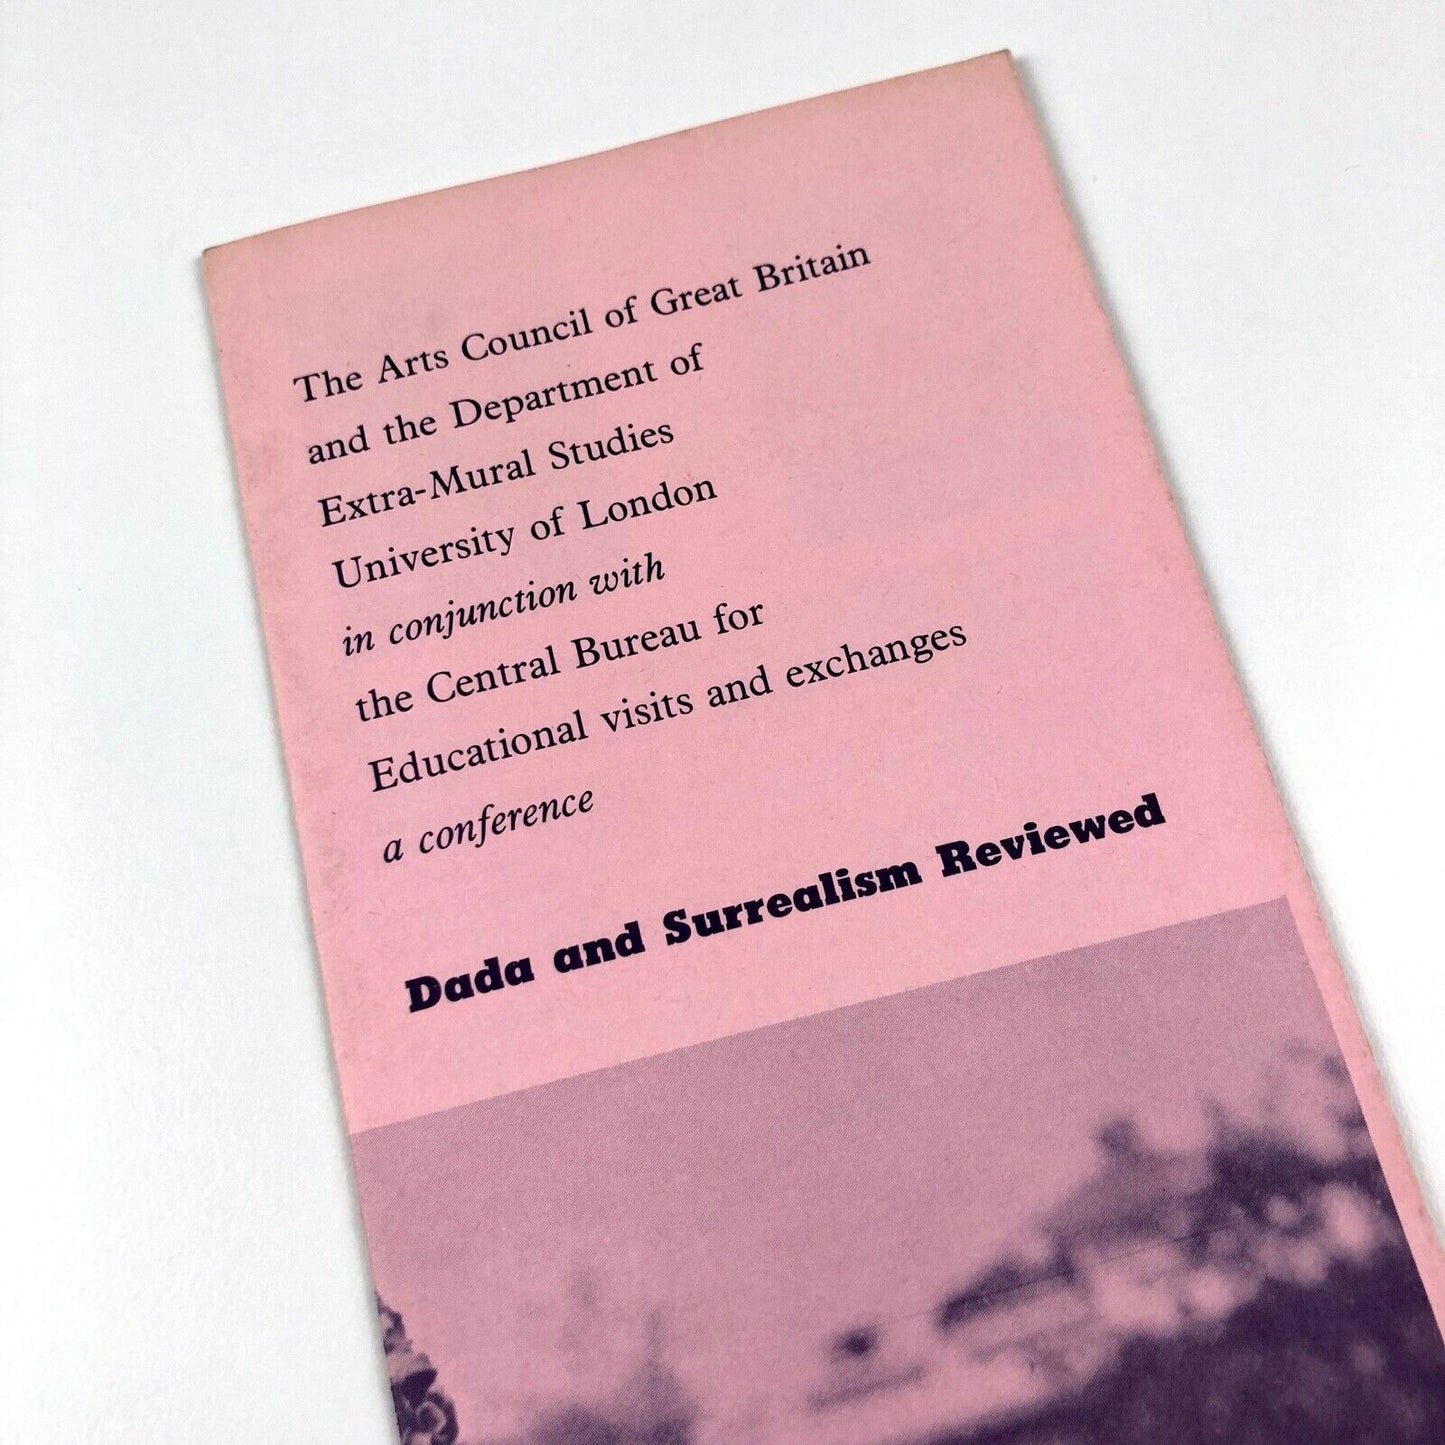 The Arts Council of Great Britain
and the Department of
Extra-Mural Studies
University of London
in conjunction with
the Central Bureau for
Educational visits and exchanges
a conference
Dada and Surrealism Reviewed